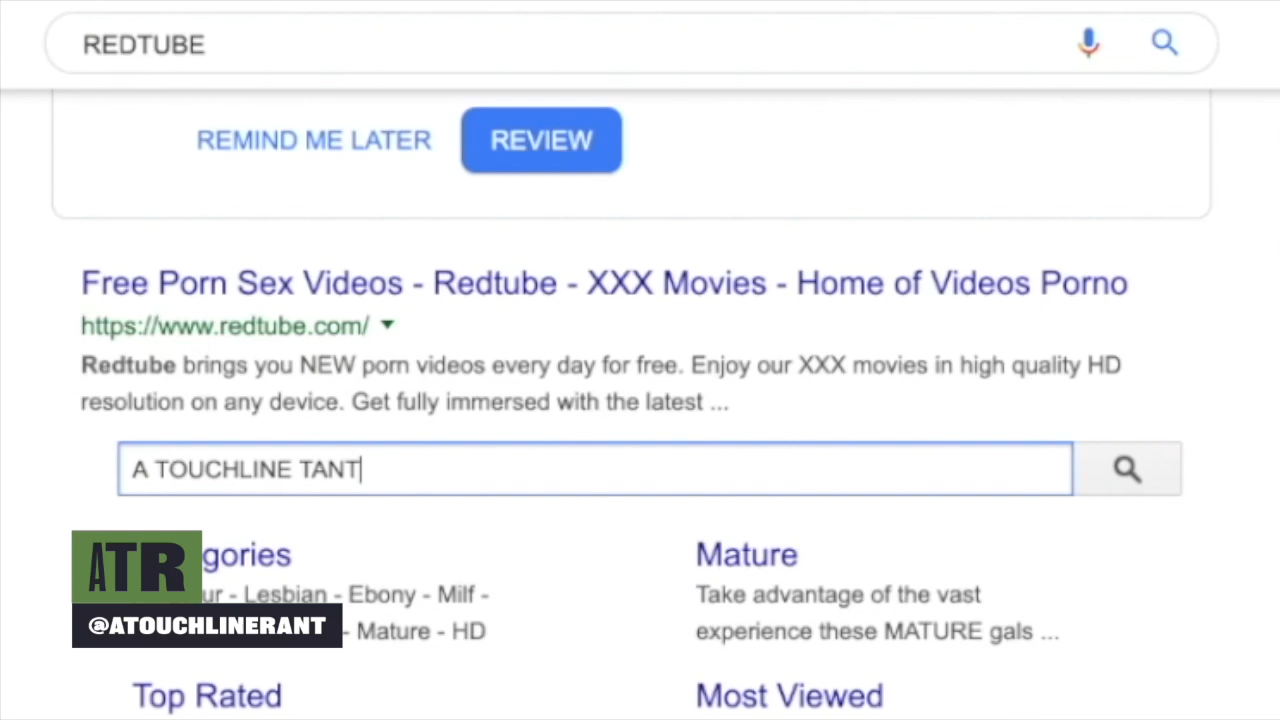 REDTUBE
REMIND ME LATER REVIEW
Free Porn Sex Videos - Redtube - XXX Movies - Home of Videos Porno
https://www.redtube.com/
Redtube brings you NEW porn videos every day for free. Enjoy our XXX movies in high quality HD
resolution on any device. Get fully immersed with the latest ...
A TOUCHLINE TANT
ATR
gories
Mature
ur - Lesbian - Ebony - Milf -
Take advantage of the vast
@ATOUCHLINERANT
- Mature - HD
experience these MATURE gals ...
Top Rated
Most Viewed